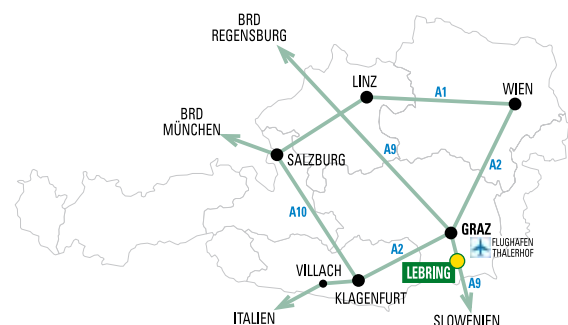 BRD
REGENSBURG
LINZ
A1
WIEN
BRD
MÜNCHEN
SALZBURG
A9
A2
A10
GRAZ
A2
FLUGHAFEN
THALERHOF
VILLACH
LEBRING
KLAGENFURT
A9
ITALIEN
SLOWENIEN